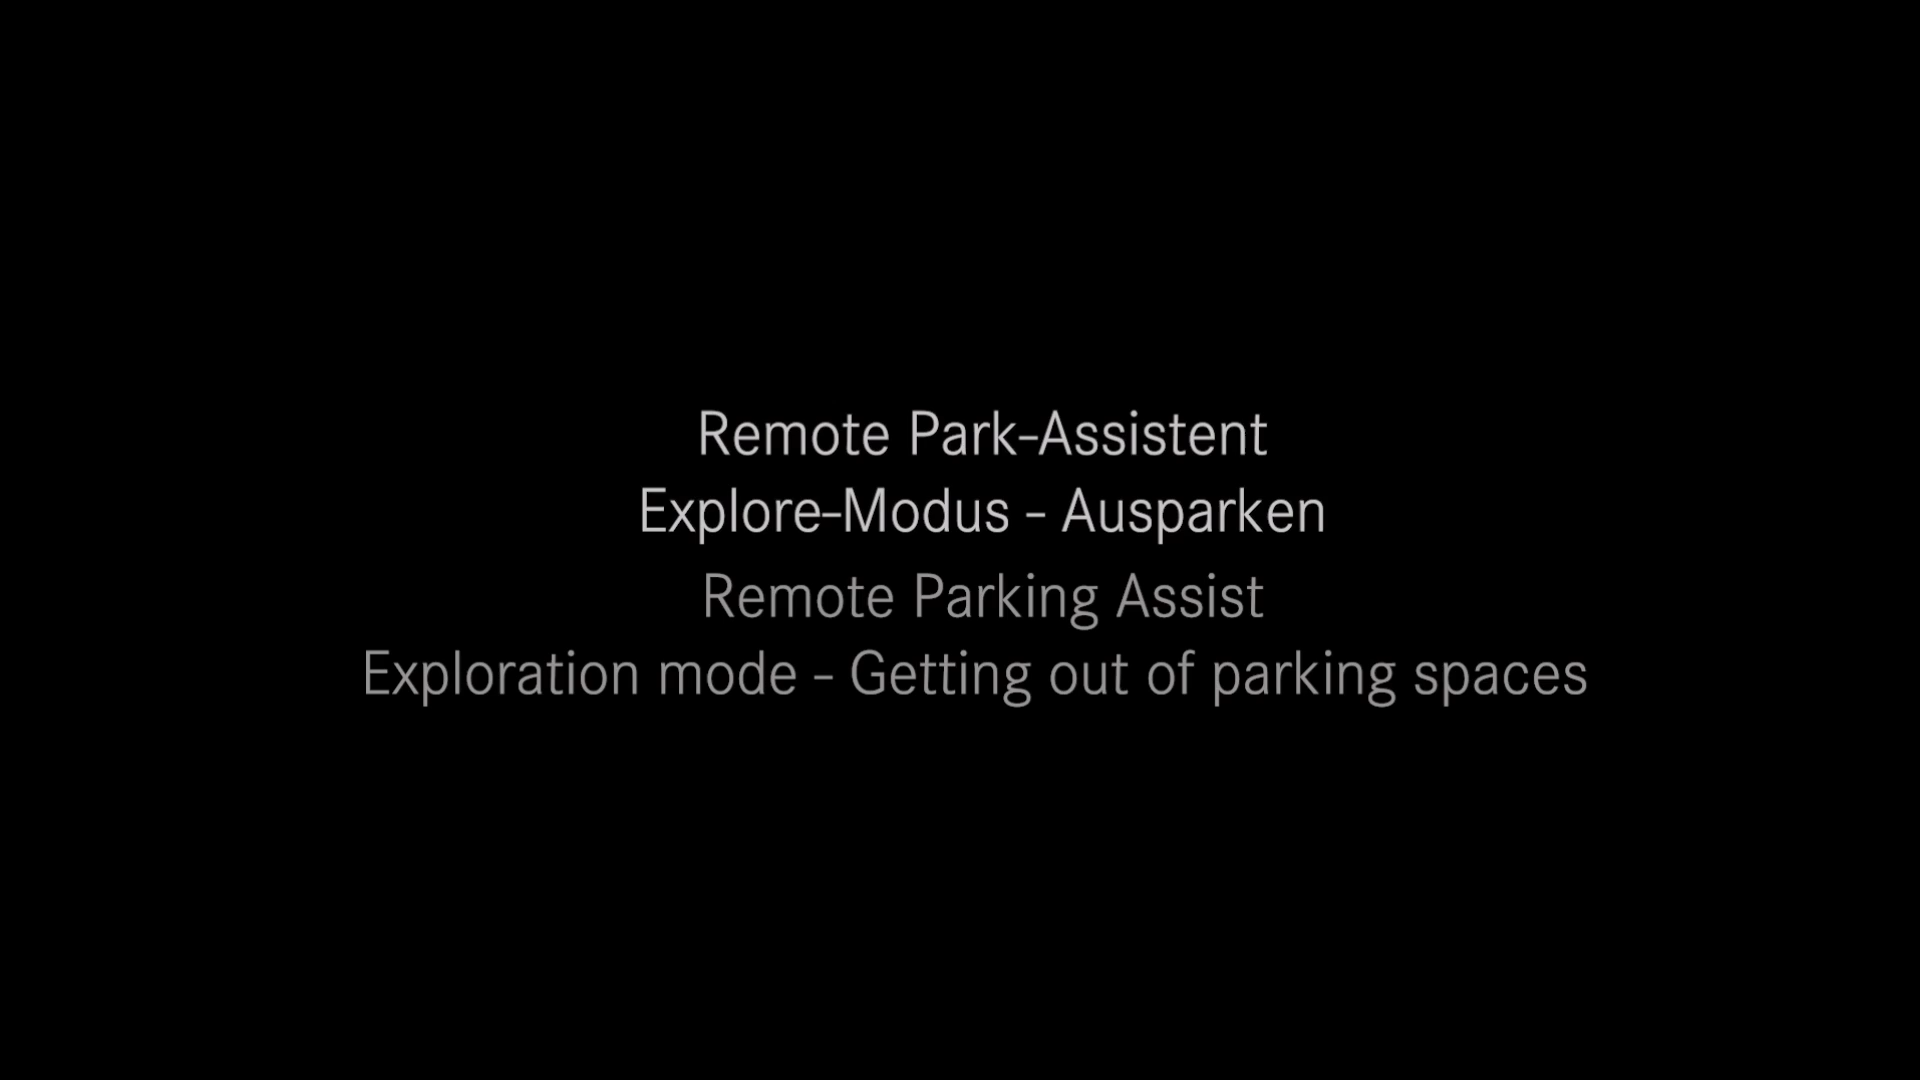 Remote Park-Assistent
Explore-Modus - Ausparken
Remote Parking Assist
Exploration mode - Getting out of parking spaces